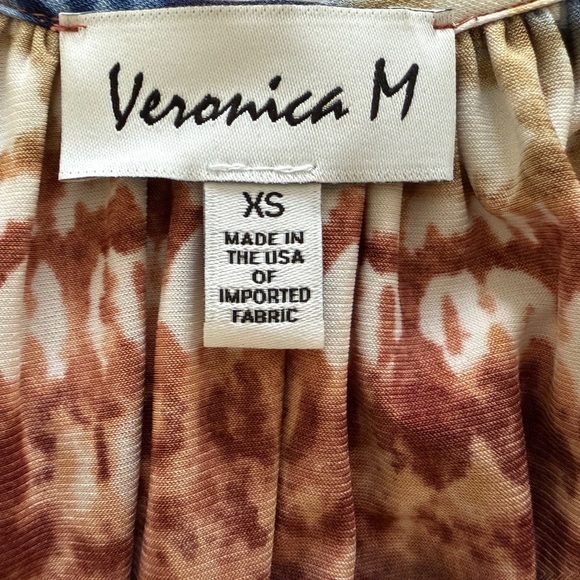 Veronica M
XS
MADE IN
THE USA
OF
IMPORTED
FABRIC